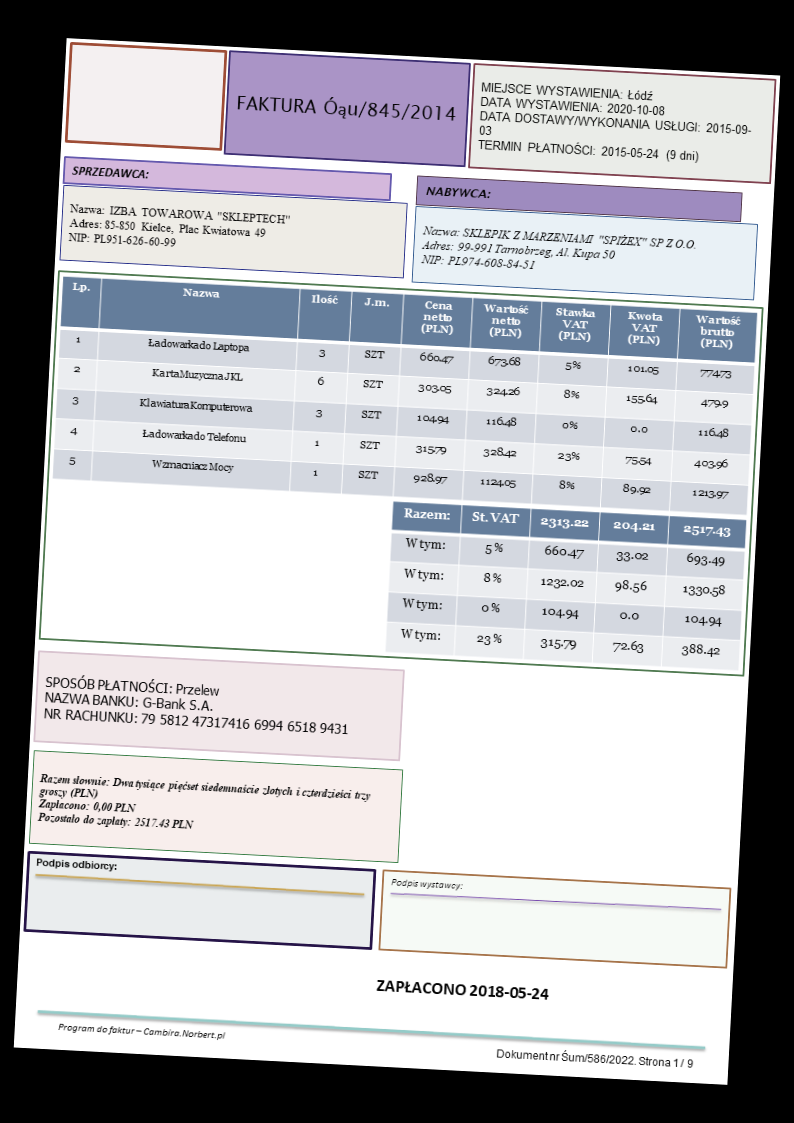 FAKTURA Óąu/845/2014
MIEJSCE WYSTAWIENIA: Łódź
DATA WYSTAWIENIA: 2020-10-08
DATA DOSTAWY/WYKONANIA USŁUGI: 2015-09-
03
TERMIN PŁATNOŚCI: 2015-05-24 (9 dni)
SPRZEDAWCA:
Nazwa: IZBA TOWAROWA "SKLEPTECH"
Adres: 85-850 Kielce, Plac Kwiatowa 49
NIP: PL951-626-60-99
NABYWCA:
Nazwa: SKLEPIK Z MARZENIAMI "SPIŻEX" SP Z O.O.
Adres: 99-991 Tarnobrzeg, Al. Kupa 50
NIP: PL974-608-84-51
Lp. Nazwa Ilość J.m. Cena netto (PLN) Wartość netto (PLN) Stawka VAT (PLN) Kwota VAT (PLN) Wartość brutto (PLN)
1 Ładowarka do Laptopa 3 SZT 660.47 673.68 5% 101.05 774.73
2 Karta Muzyczna JKL 6 SZT 303.05 324.26 8% 155.64 479.9
3 Klawiatura Komputerowa 3 SZT 104.94 116.48 0% 0.0 116.48
4 Ładowarka do Telefonu 1 SZT 315.79 328.42 23% 75.54 403.96
5 Wzmacniacz Mocy 1 SZT 928.97 1124.05 8% 89.92 1213.97
Razem: St. VAT 2313.22 204.21 2517.43
W tym: 5% 660.47 33.02 693.49
W tym: 8% 1232.02 98.56 1330.58
W tym: 0% 104.94 0.0 104.94
W tym: 23% 315.79 72.63 388.42
SPOSÓB PŁATNOŚCI: Przelew
NAZWA BANKU: G-Bank S.A.
NR RACHUNKU: 79 5812 47317416 6994 6518 9431
Razem słownie: Dwa tysiące pięćset siedemnaście złotych i czterdzieści trzy
groszy (PLN)
Zapłacono: 0,00 PLN
Pozostało do zapłaty: 2517.43 PLN
Podpis odbiorcy:
Podpis wystawcy:
ZAPŁACONO 2018-05-24
Program do faktur – Cambira.Norbert.pl
Dokument nr Śum/586/2022. Strona 1 / 9